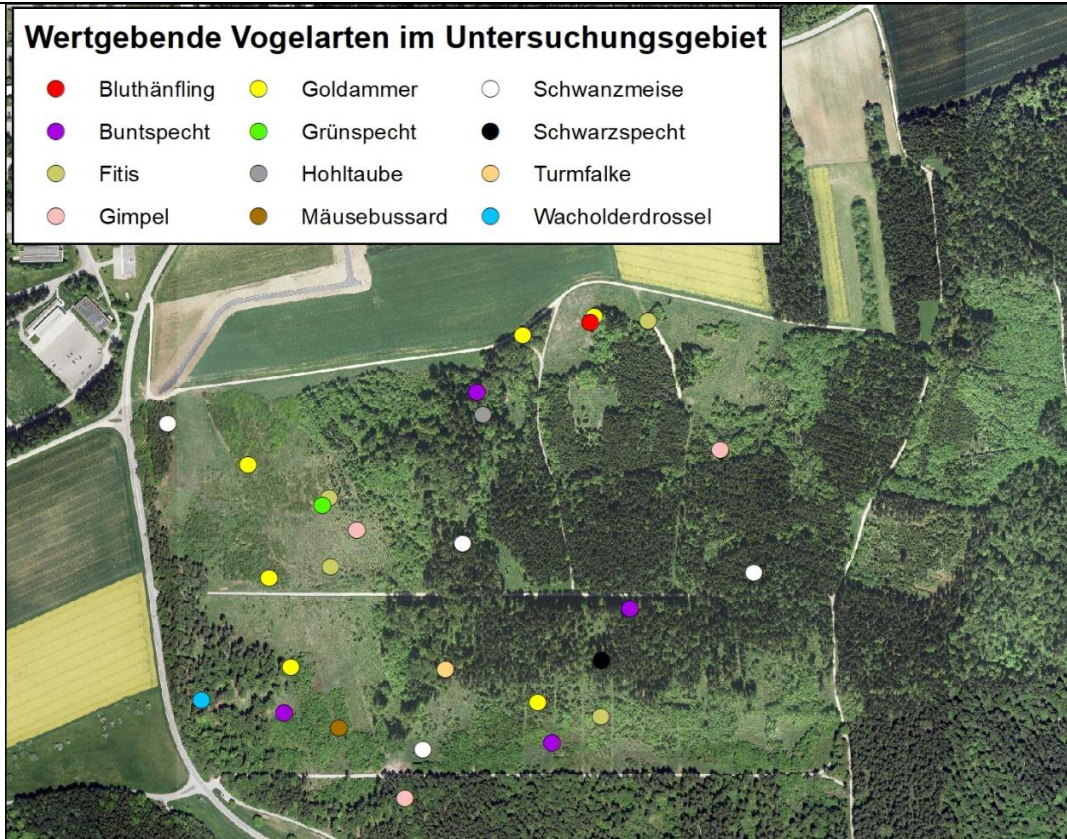 Wertgebende Vogelarten im Untersuchungsgebiet
Bluthänfling Goldammer Schwanzmeise
Buntspecht Grünspecht Schwarzspecht
Fitis Hohltaube Turmfalke
Gimpel Mäusebussard Wacholderdrossel